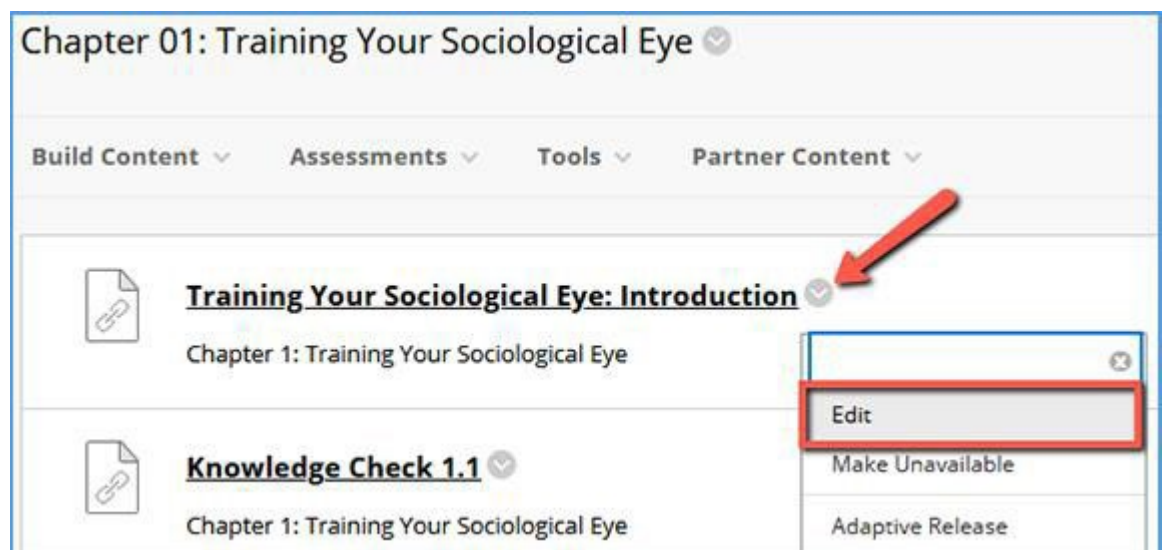 Chapter 01: Training Your Sociological Eye
Build Content Assessments Tools Partner Content
Training Your Sociological Eye: Introduction
Chapter 1: Training Your Sociological Eye
Edit
Knowledge Check 1.1
Make Unavailable
Chapter 1: Training Your Sociological Eye
Adaptive Release